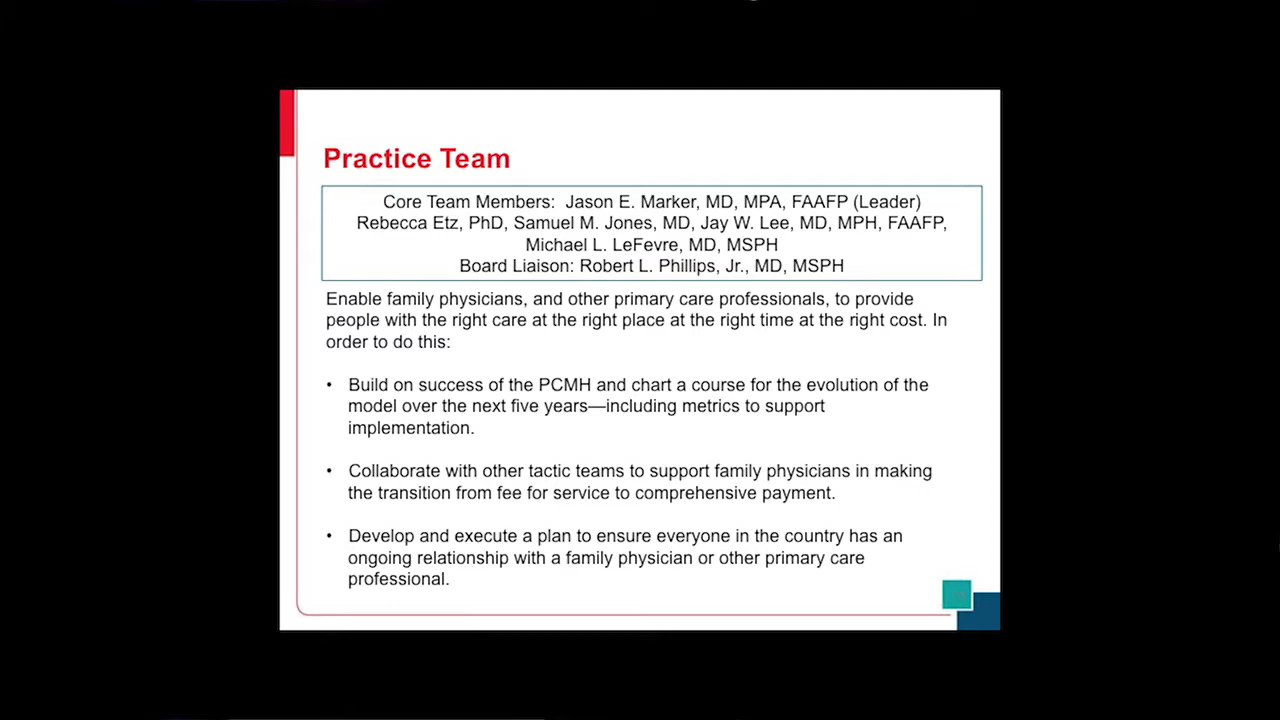 Practice Team
Core Team Members: Jason E. Marker, MD, MPA, FAAFP (Leader)
Rebecca Etz, PhD, Samuel M. Jones, MD, Jay W. Lee, MD, MPH, FAAFP,
Michael L. LeFevre, MD, MSPH
Board Liaison: Robert L. Phillips, Jr., MD, MSPH
Enable family physicians, and other primary care professionals, to provide
people with the right care at the right place at the right time at the right cost. In
order to do this:
• Build on success of the PCMH and chart a course for the evolution of the
model over the next five years—including metrics to support
implementation.
• Collaborate with other tactic teams to support family physicians in making
the transition from fee for service to comprehensive payment.
• Develop and execute a plan to ensure everyone in the country has an
ongoing relationship with a family physician or other primary care
professional.